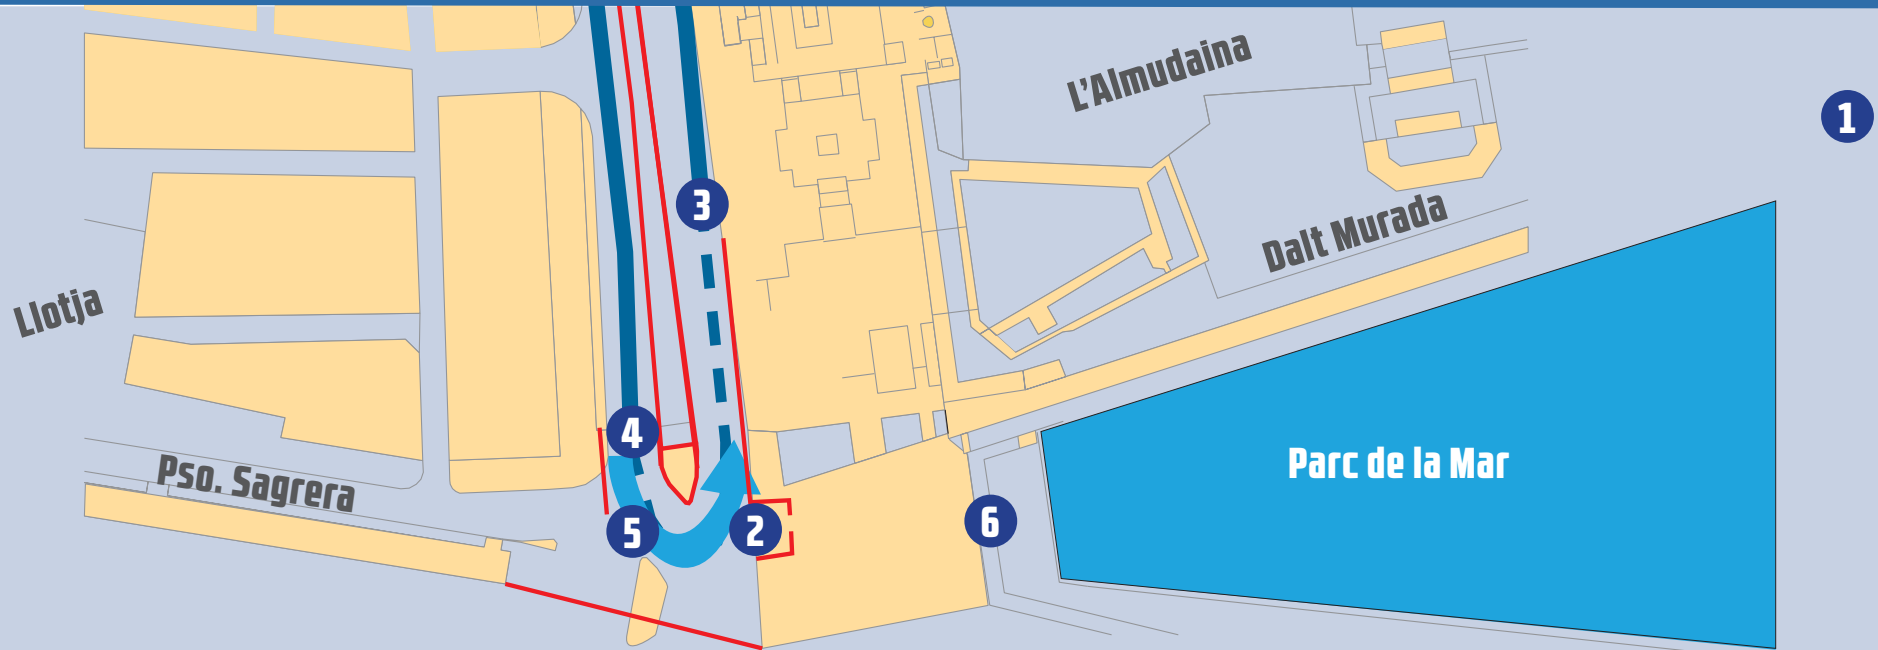 L'Almudaina
1
3
Dalt Murada
Llotja
4
Parc de la Mar
Pso. Sagrera
5
2
6